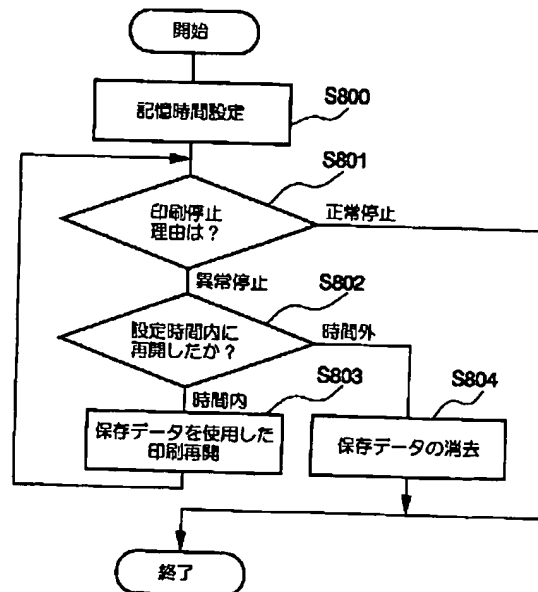 開始
記憶時間設定
S800
印刷停止
理由は？
S801
正常停止
異常停止
設定時間内に
再開したか？
S802
時間外
時間内
保存データを使用した
印刷再開
S803
保存データの消去
S804
終了